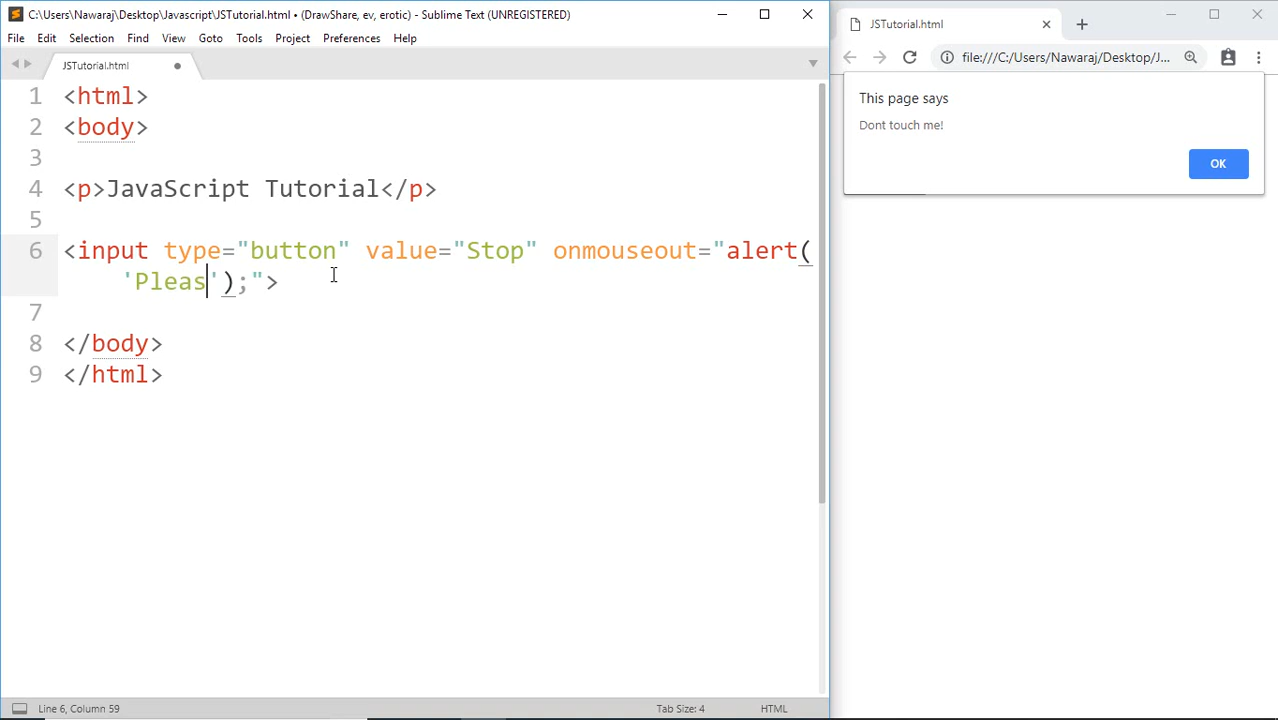 C:\Users\Nawaraj\Desktop\Javascript\JSTutorial.html • (DrawShare, ev, erotic) - Sublime Text (UNREGISTERED)
File Edit Selection Find View Goto Tools Project Preferences Help
JSTutorial.html
1 <html>
2 <body>
3
4 <p>JavaScript Tutorial</p>
5
6 <input type="button" value="Stop" onmouseout="alert(
'Pleas');">
7
8 </body>
9 </html>
Line 6, Column 59 Tab Size: 4 HTML
JSTutorial.html
file:///C:/Users/Nawaraj/Desktop/J...
This page says
Dont touch me!
OK